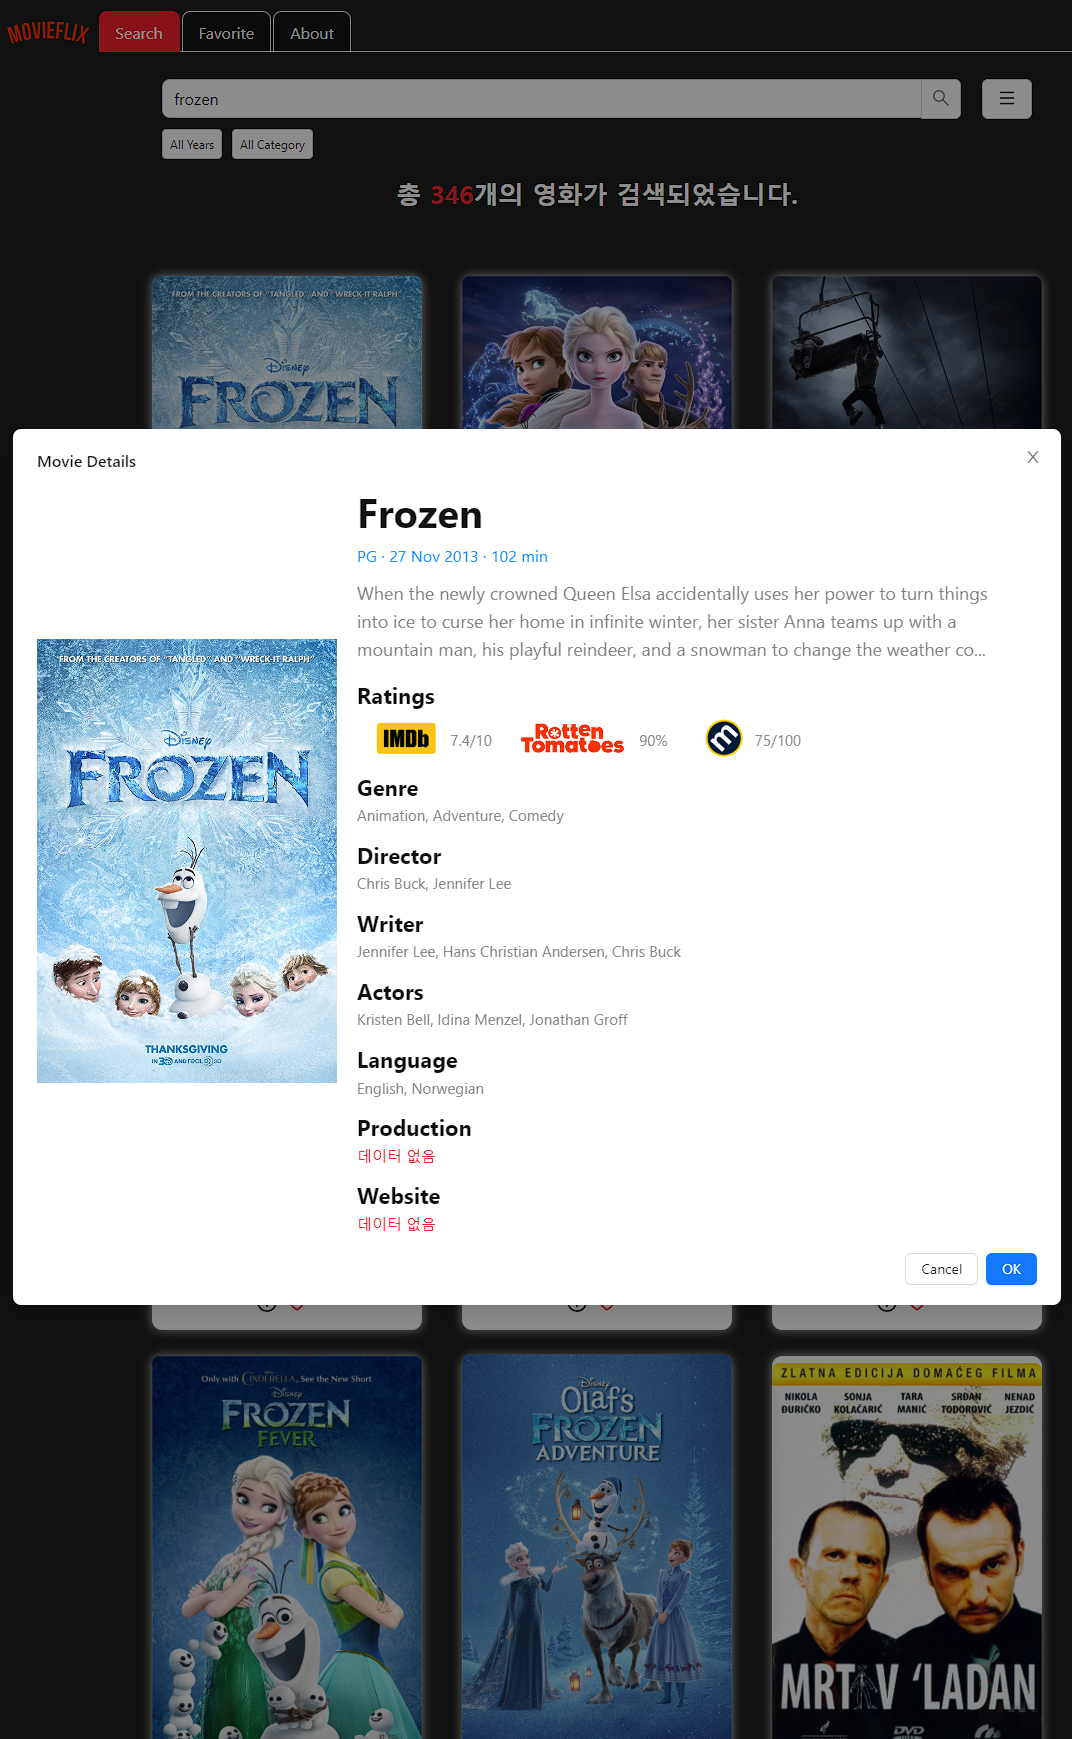 MOVIEFLIX
Search
Favorite
About
frozen
All Years
All Category
총 346개의 영화가 검색되었습니다.
FROM THE CREATORS OF "TANGLED" AND "WRECK-IT RALPH"
Disney
FROZEN
Movie Details
Frozen
PG · 27 Nov 2013 · 102 min
When the newly crowned Queen Elsa accidentally uses her power to turn things
into ice to curse her home in infinite winter, her sister Anna teams up with a
mountain man, his playful reindeer, and a snowman to change the weather co...
FROM THE CREATORS OF "TANGLED" AND "WRECK-IT RALPH"
Disney
FROZEN
THANKSGIVING
IN 3D AND REAL D 3D
Ratings
IMDb 7.4/10
Rotten
Tomatoes 90%
m 75/100
Genre
Animation, Adventure, Comedy
Director
Chris Buck, Jennifer Lee
Writer
Jennifer Lee, Hans Christian Andersen, Chris Buck
Actors
Kristen Bell, Idina Menzel, Jonathan Groff
Language
English, Norwegian
Production
데이터 없음
Website
데이터 없음
Cancel
OK
Only with CINDERELLA, See the New Short
Disney
FROZEN
FEVER
Disney
OLAF'S
FROZEN
ADVENTURE
ZLATNA EDICIJA DOMAĆEG FILMA
NIKOLA ĐURIČKO
SONJA KOLAČARIĆ
TARA MANIĆ
SRĐAN TODOROVIĆ
NENAD JEZDIĆ
MRTAV 'LADAN
DVD